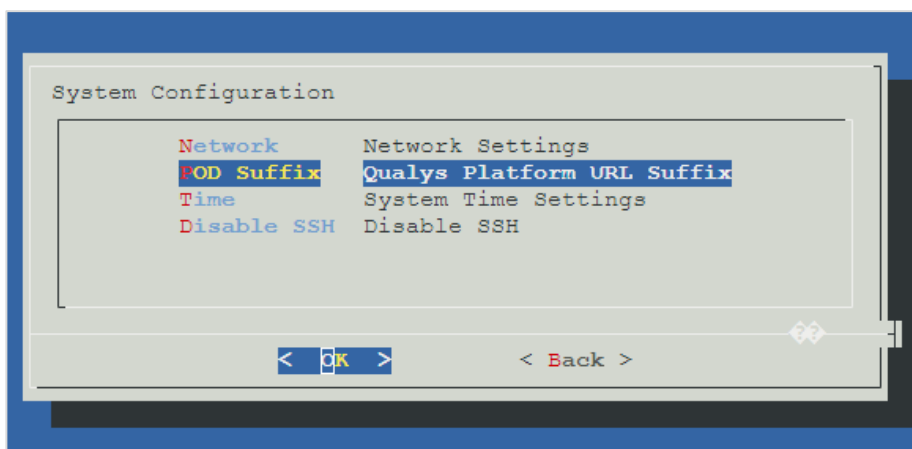 System Configuration
Network Network Settings
POD Suffix Qualys Platform URL Suffix
Time System Time Settings
Disable SSH Disable SSH
��
< OK > < Back >